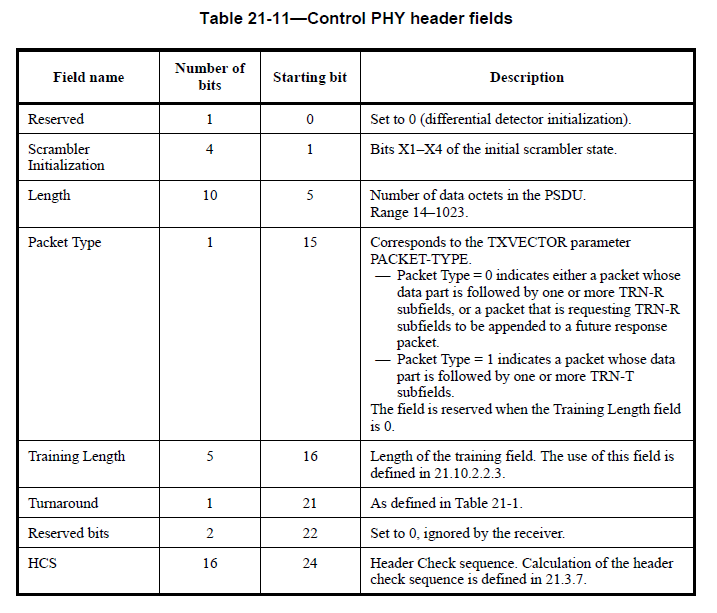 Table 21-11—Control PHY header fields
Field name Number of bits Starting bit Description
Reserved 1 0 Set to 0 (differential detector initialization).
Scrambler Initialization 4 1 Bits X1–X4 of the initial scrambler state.
Length 10 5 Number of data octets in the PSDU.
Range 14–1023.
Packet Type 1 15 Corresponds to the TXVECTOR parameter
PACKET-TYPE.
— Packet Type = 0 indicates either a packet whose
data part is followed by one or more TRN-R
subfields, or a packet that is requesting TRN-R
subfields to be appended to a future response
packet.
— Packet Type = 1 indicates a packet whose data
part is followed by one or more TRN-T
subfields.
The field is reserved when the Training Length field
is 0.
Training Length 5 16 Length of the training field. The use of this field is
defined in 21.10.2.2.3.
Turnaround 1 21 As defined in Table 21-1.
Reserved bits 2 22 Set to 0, ignored by the receiver.
HCS 16 24 Header Check sequence. Calculation of the header
check sequence is defined in 21.3.7.